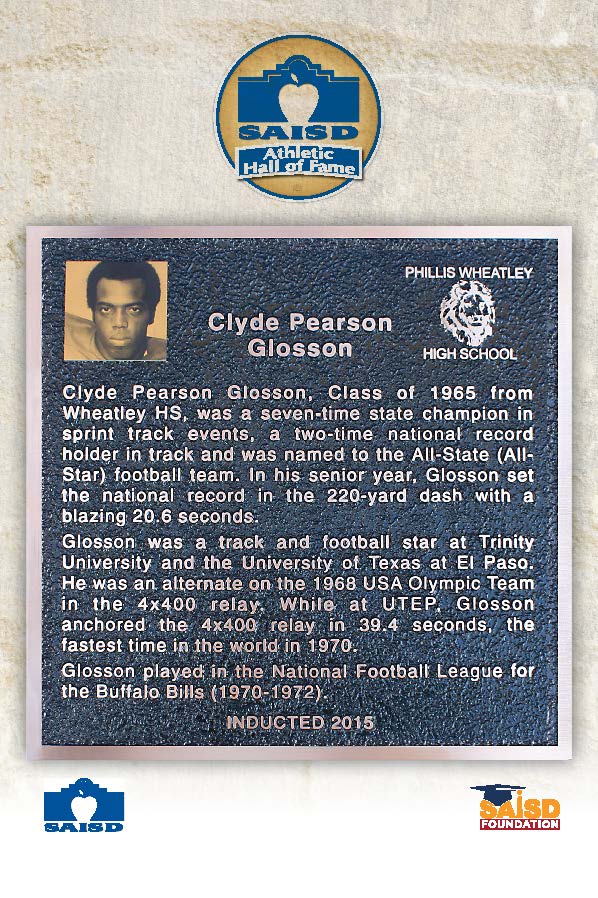 SAISD
Athletic
Hall of Fame
PHILLIS WHEATLEY
HIGH SCHOOL
Clyde Pearson
Glosson
Clyde Pearson Glosson, Class of 1965 from
Wheatley HS, was a seven-time state champion in
sprint track events, a two-time national record
holder in track and was named to the All-State (All-
Star) football team. In his senior year, Glosson set
the national record in the 220-yard dash with a
blazing 20.6 seconds.
Glosson was a track and football star at Trinity
University and the University of Texas at El Paso.
He was an alternate on the 1968 USA Olympic Team
in the 4x400 relay. While at UTEP, Glosson
anchored the 4x400 relay in 39.4 seconds, the
fastest time in the world in 1970.
Glosson played in the National Football League for
the Buffalo Bills (1970-1972).
INDUCTED 2015
SAISD
SAISD
FOUNDATION